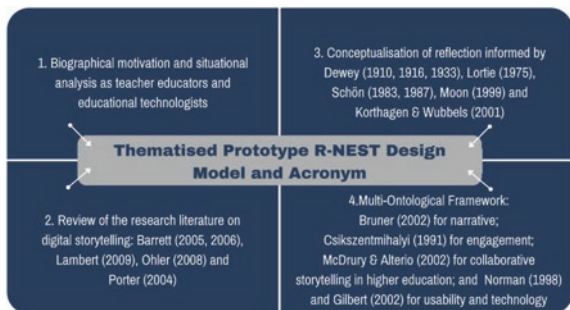 1. Biographical motivation and situational
analysis as teacher educators and
educational technologists
3. Conceptualisation of reflection informed by
Dewey (1910, 1916, 1933), Lortie (1975),
Schön (1983, 1987), Moon (1999) and
Korthagen & Wubbels (2001)
Thematised Prototype R-NEST Design
Model and Acronym
2. Review of the research literature on
digital storytelling: Barrett (2005, 2006),
Lambert (2009), Ohler (2008) and
Porter (2004)
4.Multi-Ontological Framework:
Bruner (2002) for narrative;
Csikszentmihalyi (1991) for engagement;
McDrury & Alterio (2002) for collaborative
storytelling in higher education; and Norman (1998)
and Gilbert (2002) for usability and technology